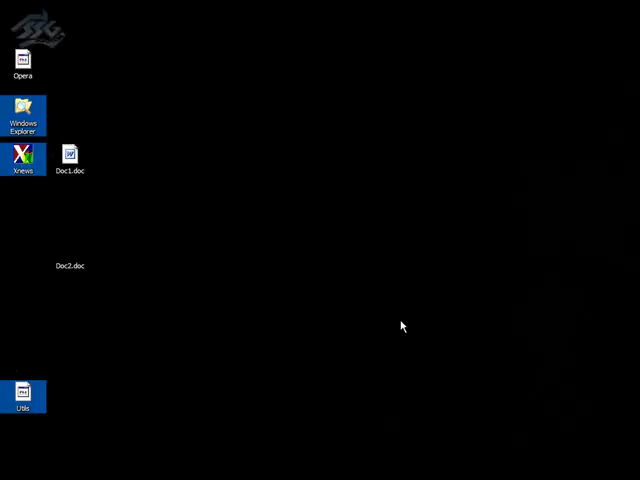 Opera
Windows
Explorer
Xnews
Doc1.doc
Doc2.doc
Utils